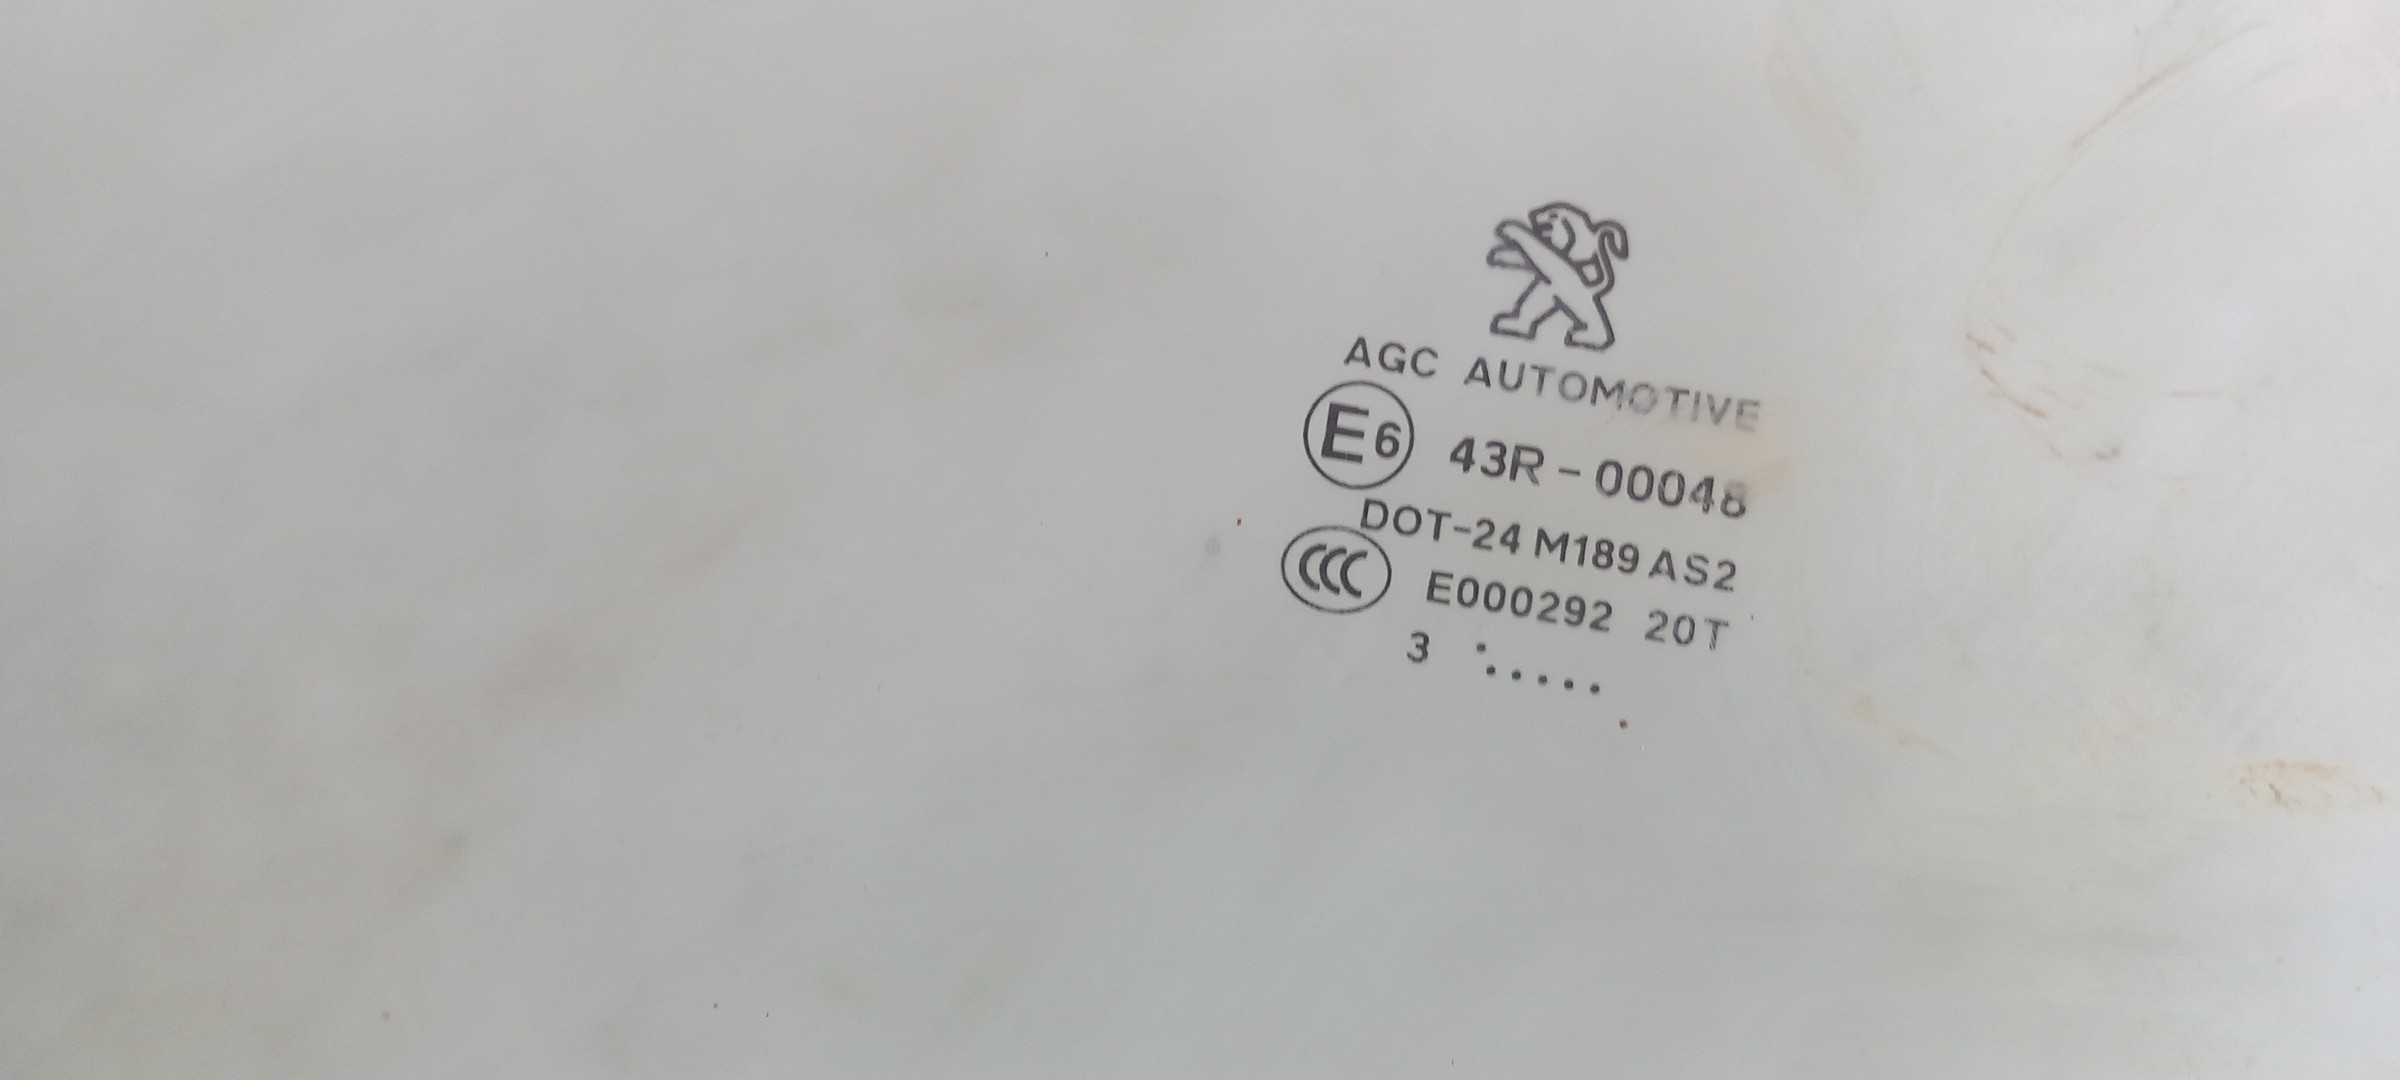 AGC AUTOMOTIVE
E6 43R-00048
DOT-24 M189 AS2
CCC E000292 20T
3 :.....